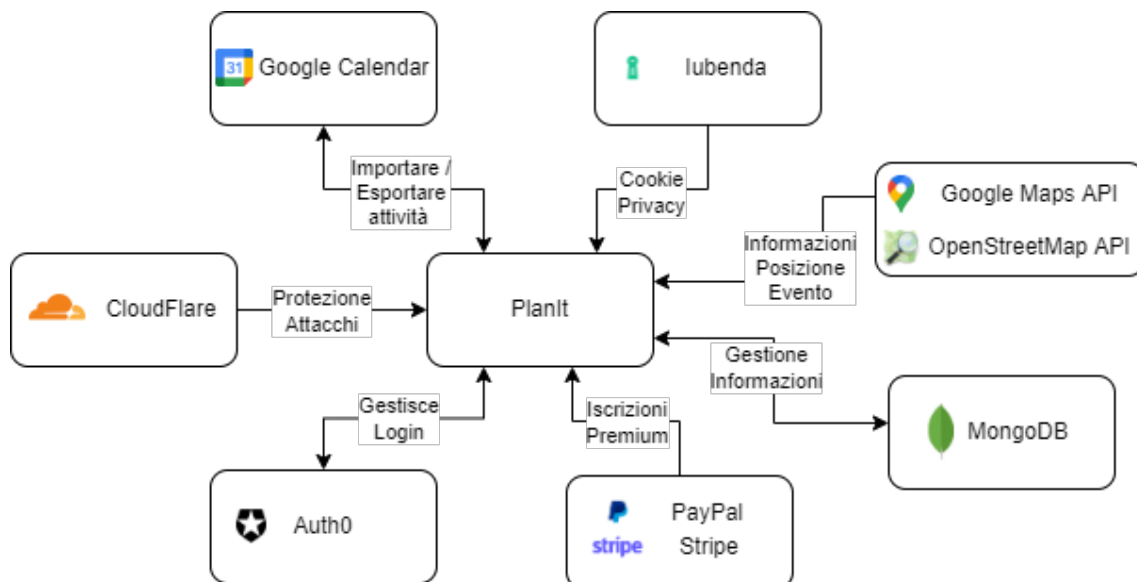 31
Google Calendar
Iubenda
Importare /
Esportare
attività
Cookie
Privacy
Google Maps API
OpenStreetMap API
Informazioni
Posizione
Evento
CloudFlare
Protezione
Attacchi
PlanIt
Gestione
Informazioni
MongoDB
Gestisce
Login
Iscrizioni
Premium
Auth0
PayPal
stripe
Stripe